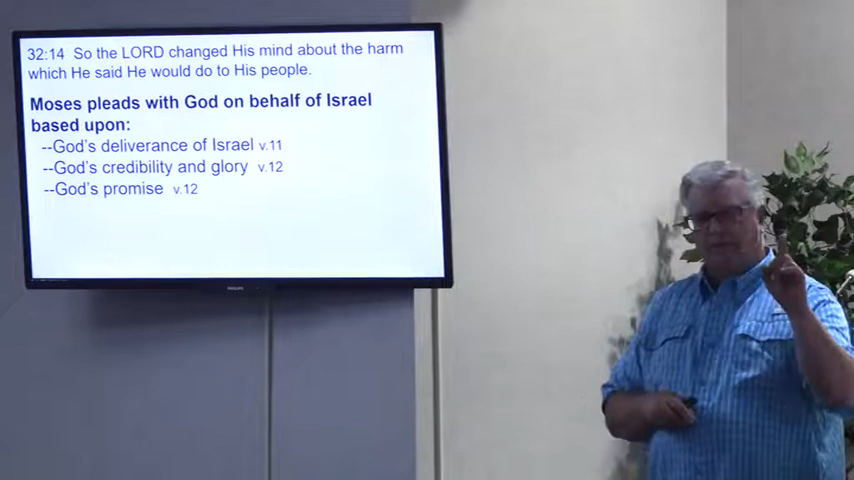 32:14 So the LORD changed His mind about the harm
which He said He would do to His people.
Moses pleads with God on behalf of Israel
based upon:
--God's deliverance of Israel v.11
--God's credibility and glory v.12
--God's promise v.12
PHILIPS